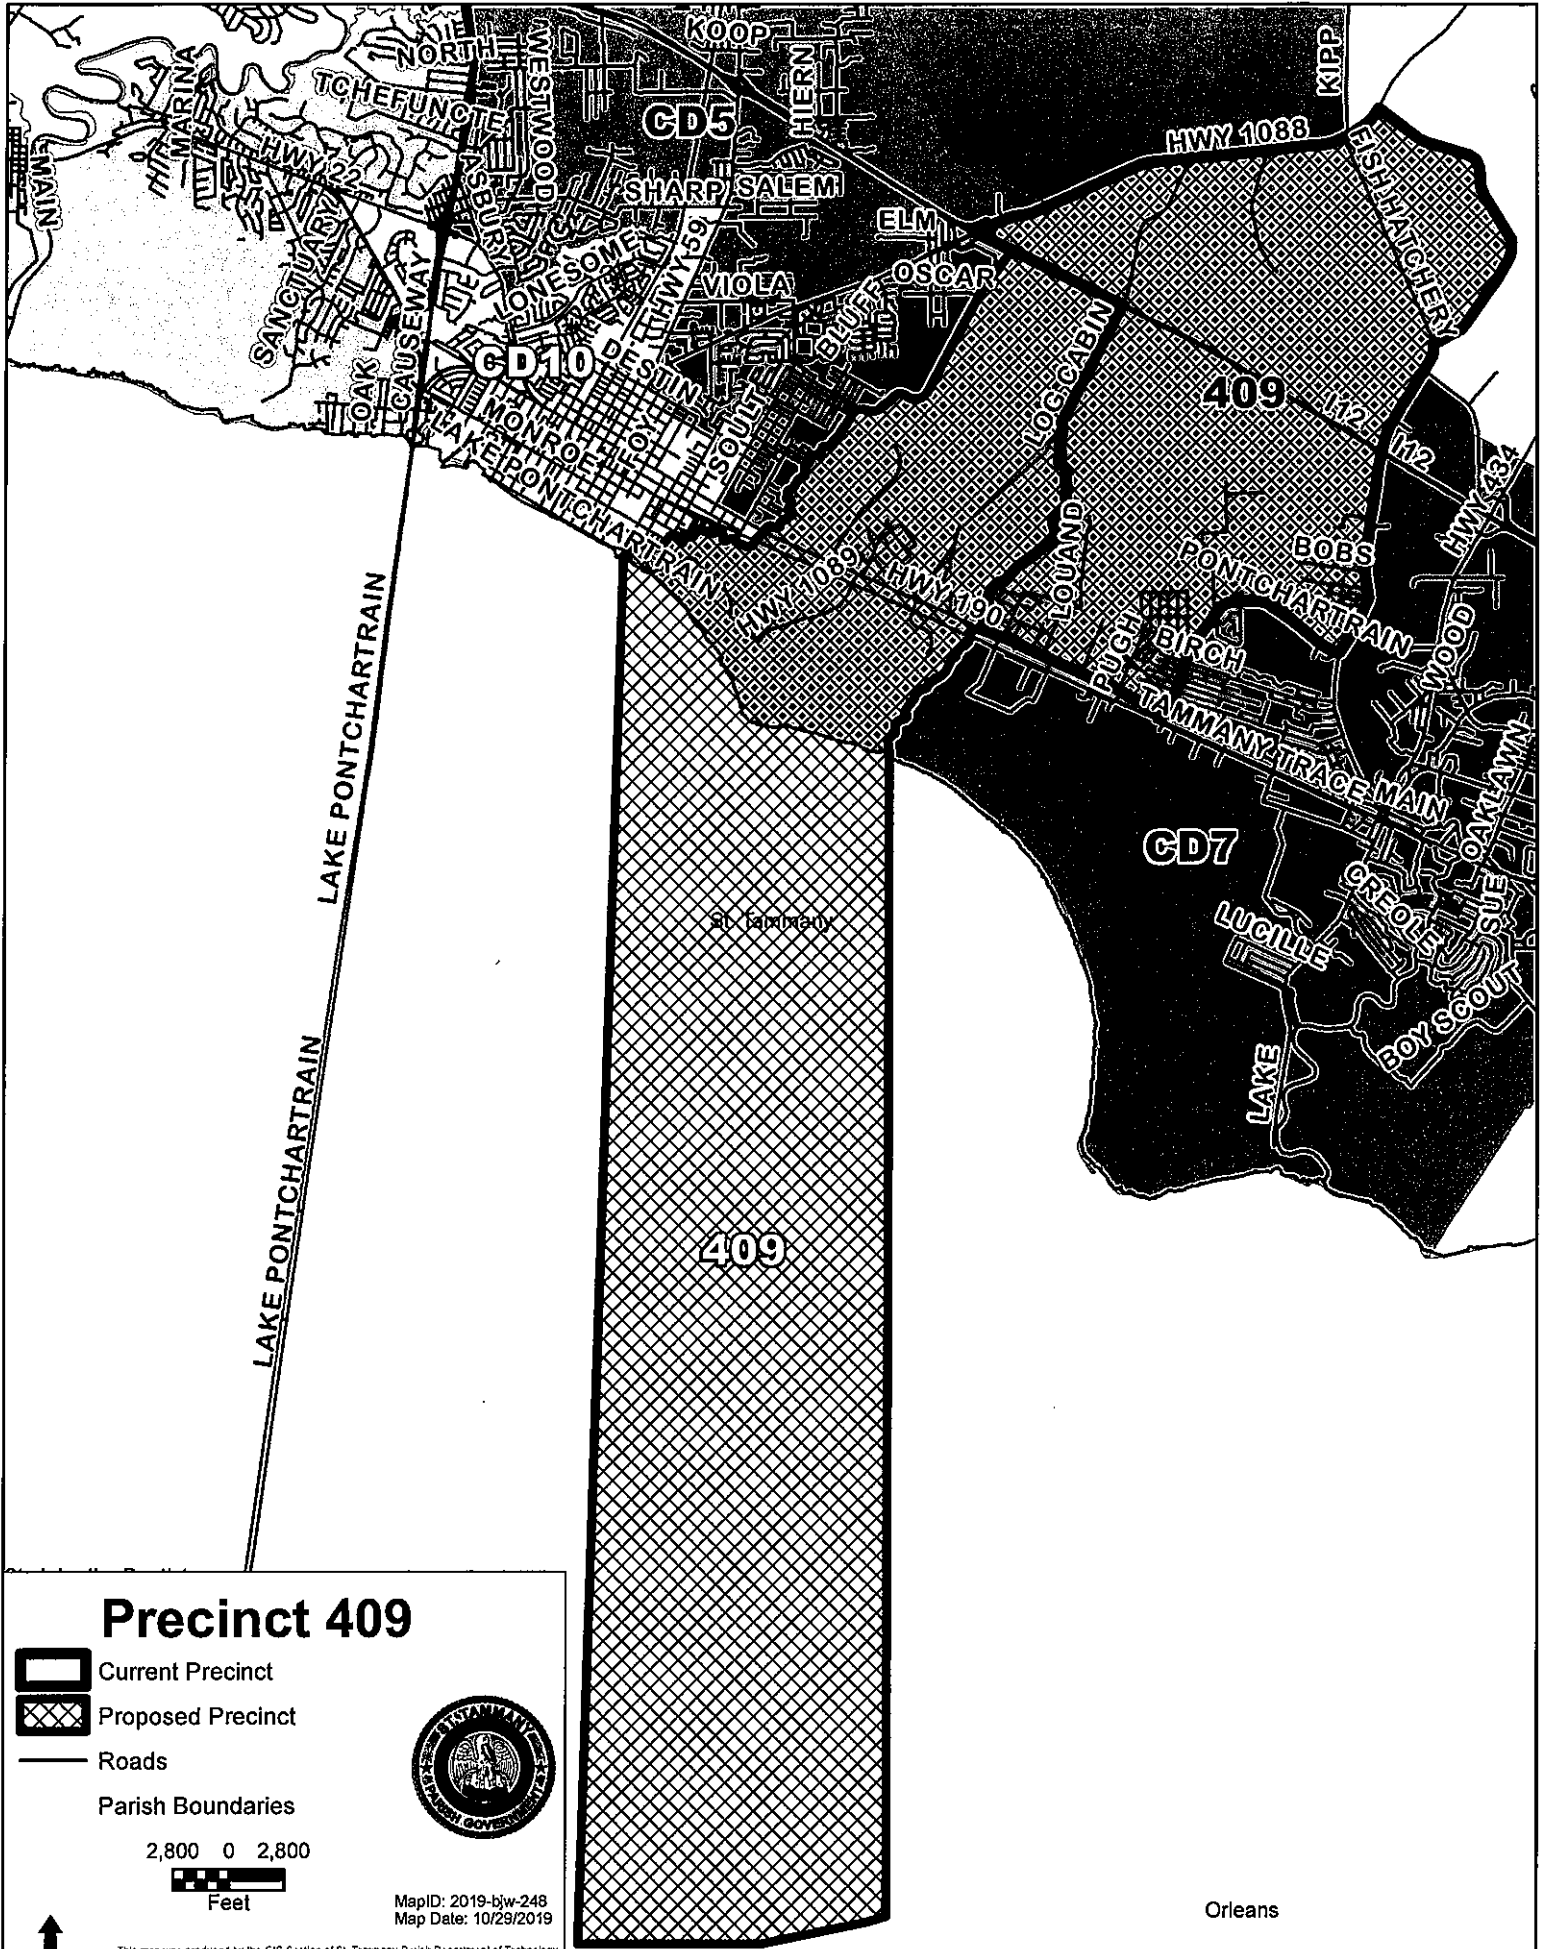 KOOP
NORTH
WESTWOOD
HIERN
KIPP
MARINA
TCHEFUNCTE
CD5
HWY 1088
MAIN
HWY 22
ASBURY
SHARP
SALEM
FISH HATCHERY
ELM
SANCTUARY
LONESOME
HWY 59
VIOLA
BLUFF
OSCAR
CAUSEWAY
OAK
CD10
DESTIN
LOG CABIN
409
I12
I12
MONROE
SOULT
HWY 434
LAKE PONTCHARTRAIN
HWY 1089
HWY 190
LOUAND
PONTCHARTRAIN
BOBS
PUGH
BIRCH
WOOD
LAKE PONTCHARTRAIN
TAMMANY TRACE
MAIN
OAKLAWN
CD7
St. Tammany
LUCILLE
CREOLE
SUE
BOY SCOUT
LAKE
LAKE PONTCHARTRAIN
409
Precinct 409
Current Precinct
Proposed Precinct
Roads
Parish Boundaries
ST. TAMMANY
PARISH GOVERNMENT
2,800 0 2,800
Feet
MapID: 2019-bjw-248
Map Date: 10/29/2019
Orleans